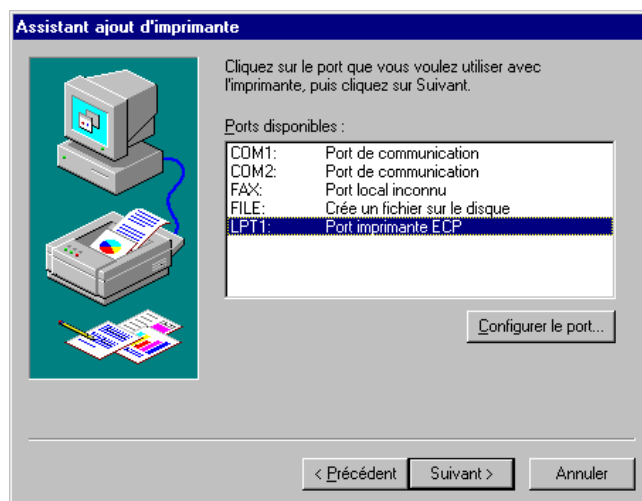 Assistant ajout d'imprimante
Cliquez sur le port que vous voulez utiliser avec
l'imprimante, puis cliquez sur Suivant.
Ports disponibles :
COM1: Port de communication
COM2: Port de communication
FAX: Port local inconnu
FILE: Crée un fichier sur le disque
LPT1: Port imprimante ECP
Configurer le port...
< Précédent Suivant > Annuler